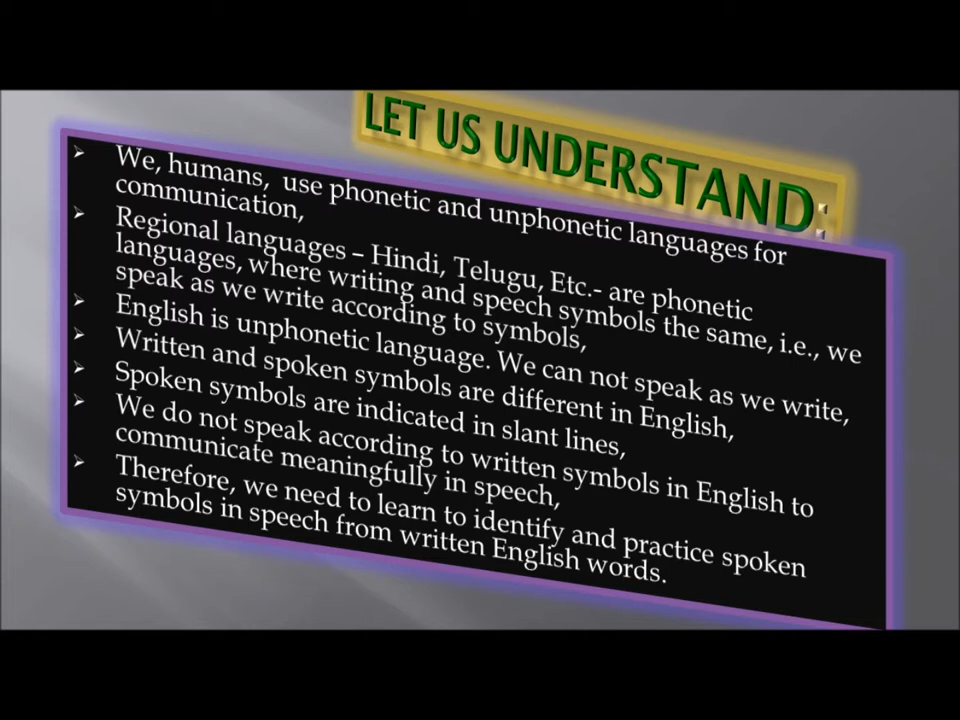 LET US UNDERSTAND:
➢ We, humans,  use phonetic and unphonetic languages for
communication,
➢ Regional languages – Hindi, Telugu, Etc.- are phonetic
languages, where writing and speech symbols the same, i.e., we
speak as we write according to symbols,
➢ English is unphonetic language. We can not speak as we write,
➢ Written and spoken symbols are different in English,
➢ Spoken symbols are indicated in slant lines,
➢ We do not speak according to written symbols in English to
communicate meaningfully in speech,
➢ Therefore, we need to learn to identify and practice spoken
symbols in speech from written English words.